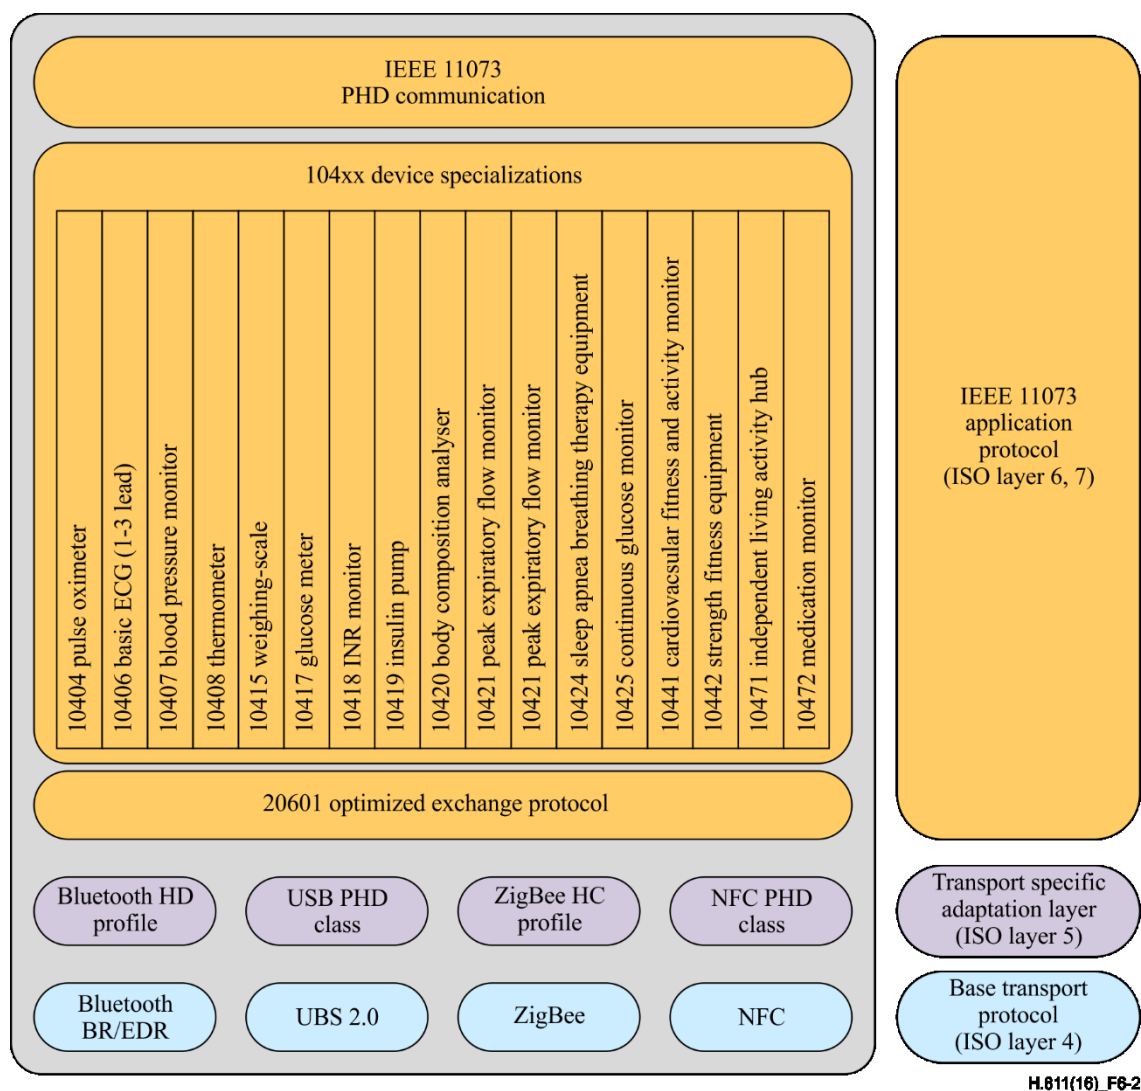 IEEE 11073
PHD communication
104xx device specializations
10404 pulse oximeter
10406 basic ECG (1-3 lead)
10407 blood pressure monitor
10408 thermometer
10415 weighing-scale
10417 glucose meter
10418 INR monitor
10419 insulin pump
10420 body composition analyser
10421 peak expiratory flow monitor
10421 peak expiratory flow monitor
10424 sleep apnea breathing therapy equipment
10425 continuous glucose monitor
10441 cardiovacsular fitness and activity monitor
10442 strength fitness equipment
10471 independent living activity hub
10472 medication monitor
20601 optimized exchange protocol
IEEE 11073
application
protocol
(ISO layer 6, 7)
Bluetooth HD
profile
USB PHD
class
ZigBee HC
profile
NFC PHD
class
Transport specific
adaptation layer
(ISO layer 5)
Bluetooth
BR/EDR
UBS 2.0
ZigBee
NFC
Base transport
protocol
(ISO layer 4)
H.811(16)_F6-2